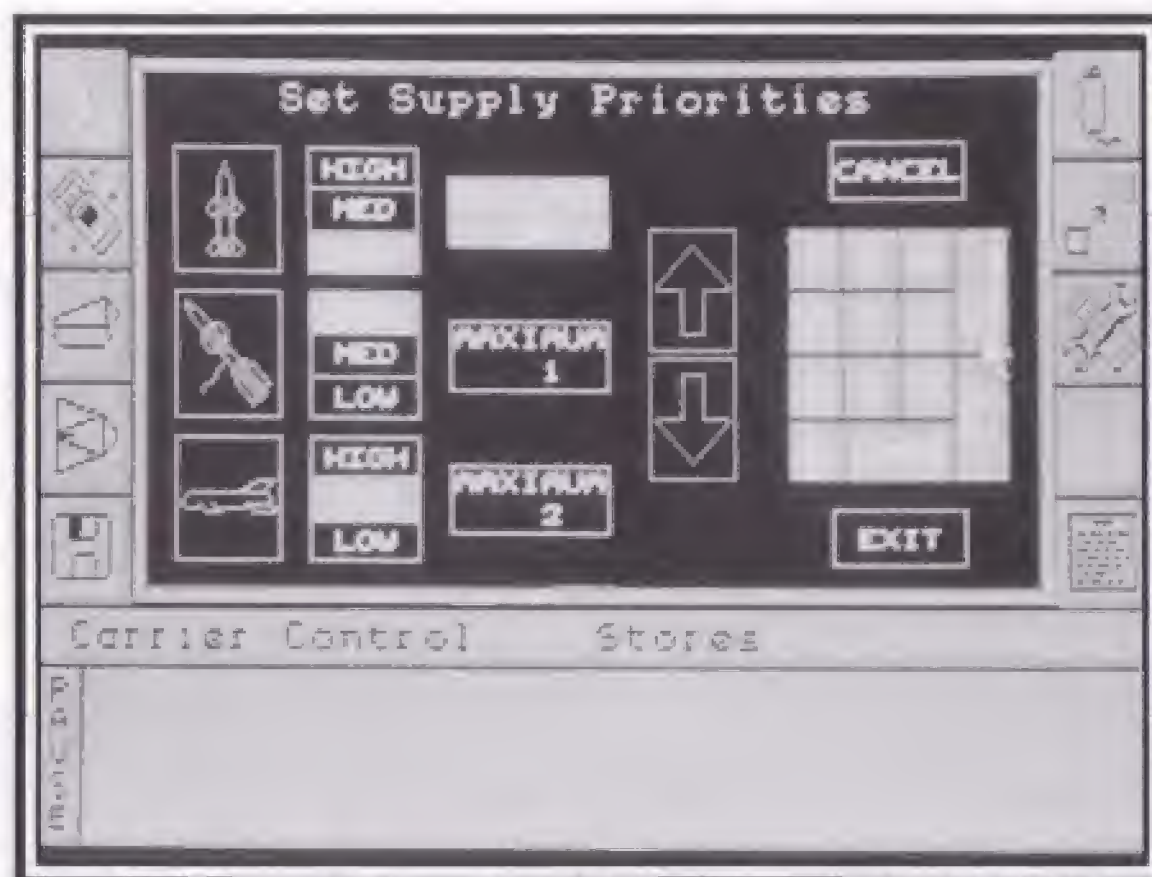 Set Supply Priorities
CANCEL
HIGH
MED
MED
LOW
MAXIMUM
1
HIGH
LOW
MAXIMUM
2
EXIT
Carrier Control Stores